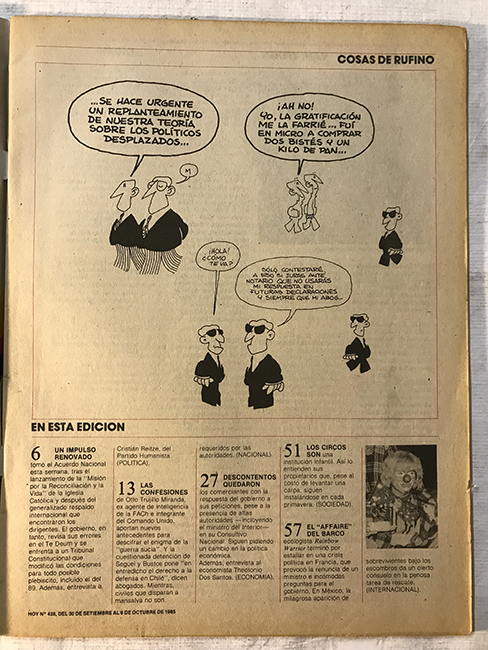 COSAS DE RUFINO
...SE HACE URGENTE
UN REPLANTEAMIENTO
DE NUESTRA TEORÍA
SOBRE LOS POLÍTICOS
DESPLAZADOS...
M
¡AH NO!
YO, LA GRATIFICACIÓN
ME LA FARRIÉ... FUÍ
EN MICRO A COMPRAR
DOS BISTÉS Y UN
KILO DE PAN...
¡HOLA!
¿CÓMO
TE VA?
SÓLO CONTESTARÉ
A ESO SI JURAS ANTE
NOTARIO QUE NO USARÁS
MI RESPUESTA EN
FUTURAS DECLARACIONES
Y SIEMPRE QUE MI ABOG...
EN ESTA EDICION
6 UN IMPULSO
RENOVADO
tomó el Acuerdo Nacional
esta semana, tras el
lanzamiento de la "Misión
por la Reconciliación y la
Vida" de la Iglesia
Católica y después del
generalizado respaldo
internacional que
encontraron los
dirigentes. El gobierno, en
tanto, revisa sus errores
en el Te Deum y se
enfrenta a un Tribunal
Constitucional que
modificó las condiciones
para todo posible
plebiscito, incluido el del
89. Además, entrevista a
Cristián Reitze, del
Partido Humanista.
(POLITICA).
13 LAS
CONFESIONES
de Otto Trujillo Miranda,
ex agente de inteligencia
de la FACh e integrante
del Comando Unido,
aportan nuevos
antecedentes para
descifrar el enigma de la
"guerra sucia". Y la
cuestionada detención de
Seguel y Bustos pone "en
entredicho el derecho a la
defensa en Chile", dicen
abogados. Mientras,
civiles que disparan a
mansalva no son
requeridos por las
autoridades. (NACIONAL).
27 DESCONTENTOS
QUEDARON
los comerciantes con la
respuesta del gobierno a
sus peticiones, pese a la
presencia de altas
autoridades —incluyendo
el ministro del Interior—
en su Consultivo
Nacional. Siguen pidiendo
un cambio en la política
económica.
Además, entrevista al
economista Theotonio
Dos Santos. (ECONOMIA).
51 LOS CIRCOS
SON una
institución infantil. Así lo
entienden sus
propietarios que, pese al
costo de levantar una
carpa, siguen
instalándose en cada
primavera. (SOCIEDAD).
57 EL "AFFAIRE"
DEL BARCO
ecologista Rainbow
Warrior terminó por
estallar en una crisis
política en Francia, que
provocó la renuncia de un
ministro e incómodas
preguntas para el
gobierno. En México, la
milagrosa aparición de
sobrevivientes bajo los
escombros da un cierto
consuelo en la penosa
tarea de rescate.
(INTERNACIONAL).
HOY Nº 428, DEL 30 DE SETIEMBRE AL 6 DE OCTUBRE DE 1985